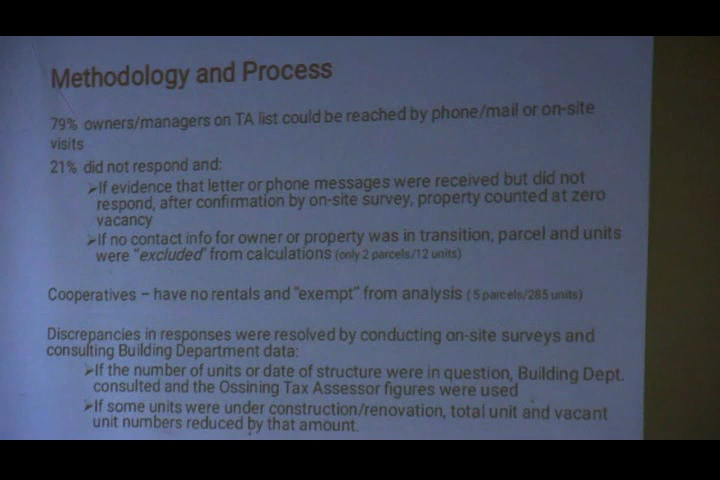 Methodology and Process
79% owners/managers on TA list could be reached by phone/mail or on-site
visits
21% did not respond and:
➢If evidence that letter or phone messages were received but did not
respond, after confirmation by on-site survey, property counted at zero
vacancy
➢If no contact info for owner or property was in transition, parcel and units
were "excluded" from calculations (only 2 parcels/12 units)
Cooperatives – have no rentals and "exempt" from analysis ( 5 parcels/285 units)
Discrepancies in responses were resolved by conducting on-site surveys and
consulting Building Department data:
➢If the number of units or date of structure were in question, Building Dept.
consulted and the Ossining Tax Assessor figures were used
➢If some units were under construction/renovation, total unit and vacant
unit numbers reduced by that amount.